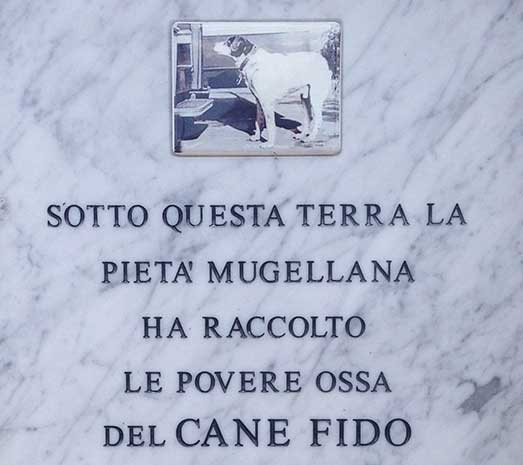 SOTTO QUESTA TERRA LA
PIETA' MUGELLANA
HA RACCOLTO
LE POVERE OSSA
DEL CANE FIDO